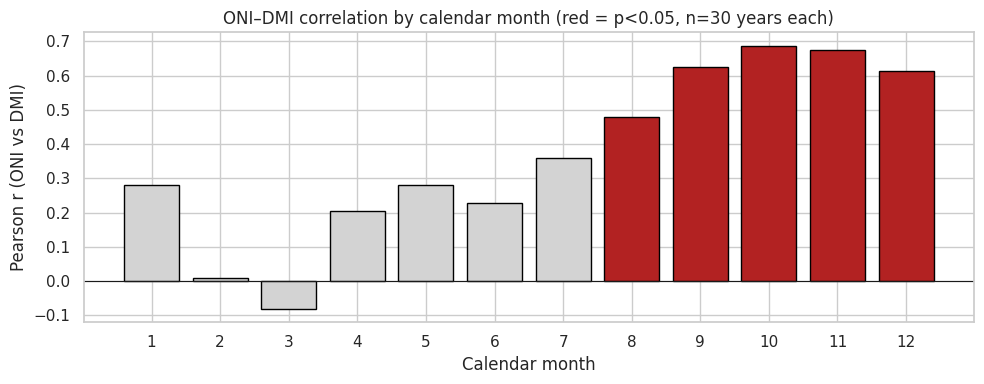 ONI–DMI correlation by calendar month (red = p<0.05, n=30 years each)
Pearson r (ONI vs DMI)
0.7
0.6
0.5
0.4
0.3
0.2
0.1
0.0
−0.1
1 2 3 4 5 6 7 8 9 10 11 12
Calendar month